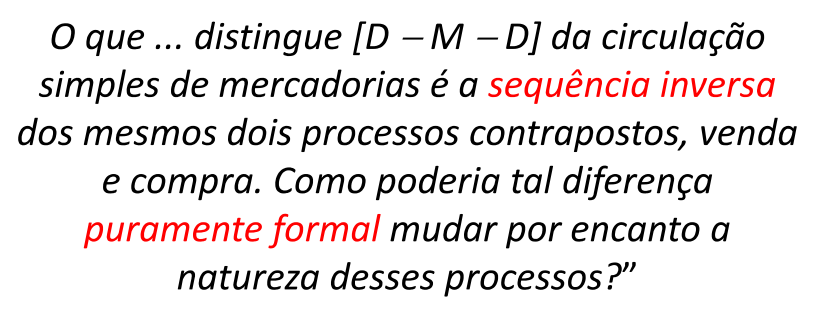 O que ... distingue [D – M – D] da circulação
simples de mercadorias é a sequência inversa
dos mesmos dois processos contrapostos, venda
e compra. Como poderia tal diferença
puramente formal mudar por encanto a
natureza desses processos?”